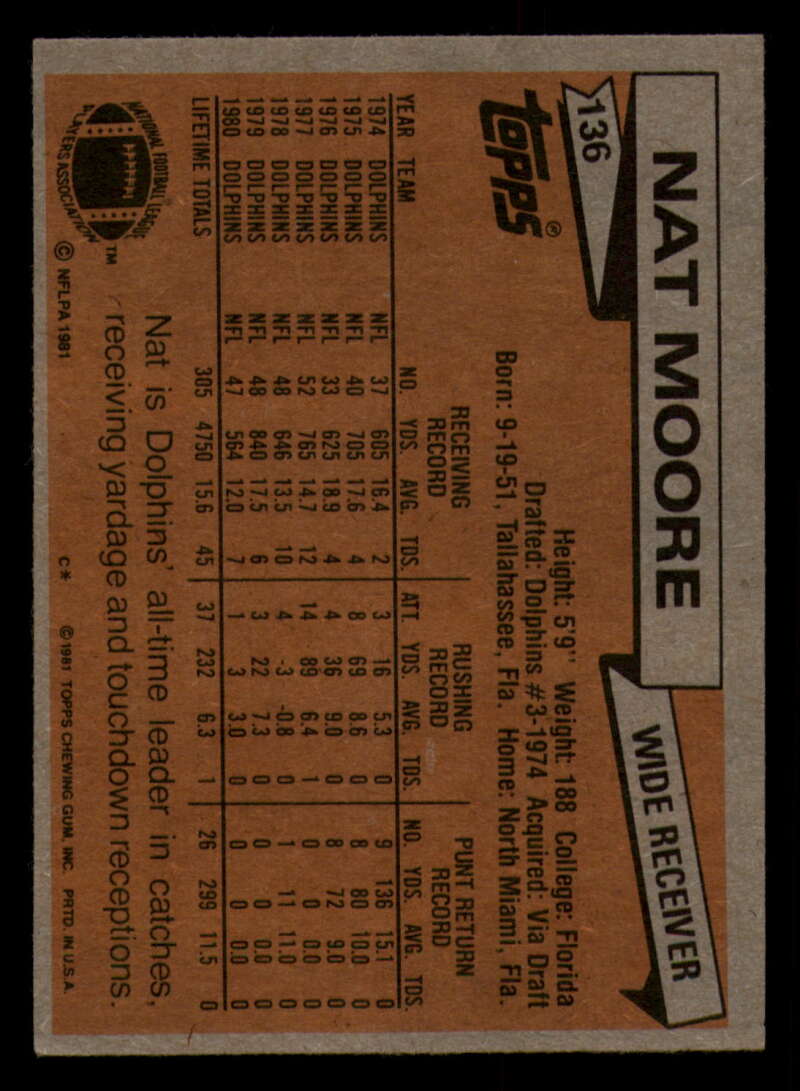 136
NAT MOORE
WIDE RECEIVER
TOPPS®
Height: 5'9" Weight: 188 College: Florida
Drafted: Dolphins #3-1974 Acquired: Via Draft
Born: 9-19-51, Tallahassee, Fla. Home: North Miami, Fla.
RECEIVING RECORD RUSHING RECORD PUNT RETURN RECORD
YEAR TEAM NO. YDS. AVG. TDS. ATT. YDS. AVG. TDS. NO. YDS. AVG. TDS.
1974 DOLPHINS NFL 37 605 16.4 2 3 16 5.3 0 9 136 15.1 0
1975 DOLPHINS NFL 40 705 17.6 4 8 69 8.6 0 8 80 10.0 0
1976 DOLPHINS NFL 33 625 18.9 4 4 36 9.0 0 8 72 9.0 0
1977 DOLPHINS NFL 52 765 14.7 12 14 89 6.4 1 0 0 0.0 0
1978 DOLPHINS NFL 48 646 13.5 10 4 -3 -0.8 0 1 11 11.0 0
1979 DOLPHINS NFL 48 840 17.5 6 3 22 7.3 0 0 0 0.0 0
1980 DOLPHINS NFL 47 564 12.0 7 1 3 3.0 0 0 0 0.0 0
LIFETIME TOTALS 305 4750 15.6 45 37 232 6.3 1 26 299 11.5 0
NATIONAL FOOTBALL LEAGUE
PLAYERS ASSOCIATION
™
Nat is Dolphins' all-time leader in catches,
receiving yardage and touchdown receptions.
© NFLPA 1981 C* ©1981 TOPPS CHEWING GUM, INC. PRTD. IN U.S.A.